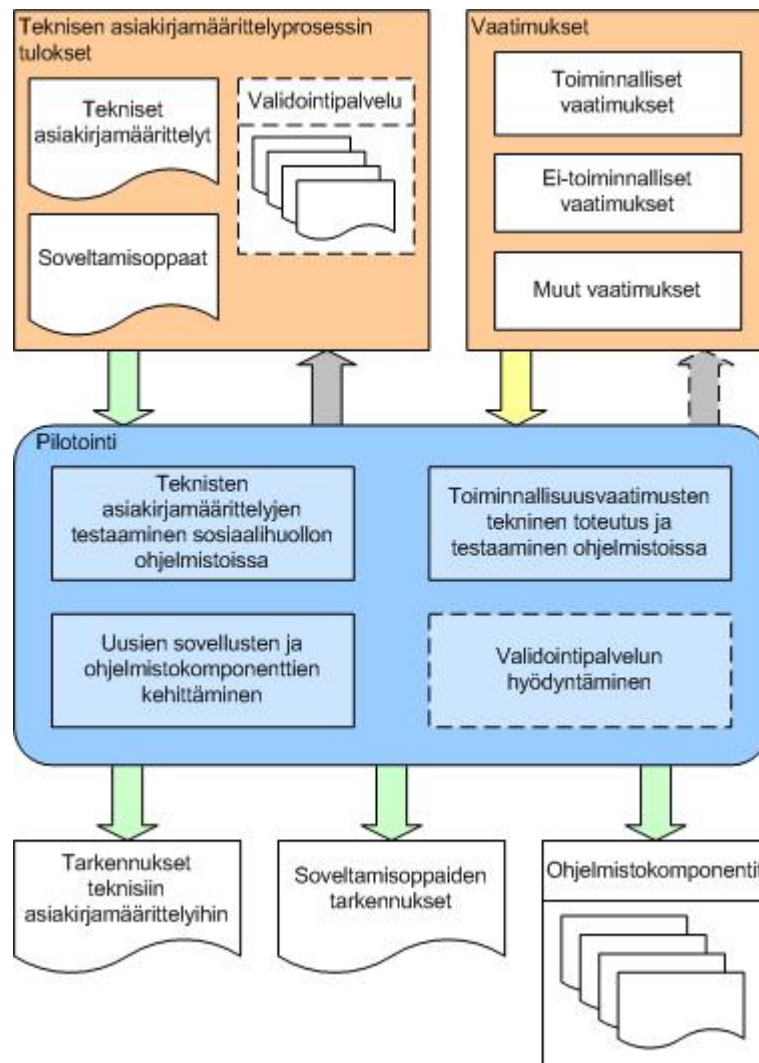 Teknisen asiakirjamäärittelyprosessin
tulokset
Tekniset
asiakirjamäärittelyt
Validointipalvelu
Soveltamisoppaat
Vaatimukset
Toiminnalliset
vaatimukset
Ei-toiminnalliset
vaatimukset
Muut vaatimukset
Pilotointi
Teknisten
asiakirjamäärittelyjen
testaaminen sosiaalihuollon
ohjelmistoissa
Toiminnallisuusvaatimusten
tekninen toteutus ja
testaaminen ohjelmistoissa
Uusien sovellusten ja
ohjelmistokomponenttien
kehittäminen
Validointipalvelun
hyödyntäminen
Tarkennukset
teknisiin
asiakirjamäärittelyihin
Soveltamisoppaiden
tarkennukset
Ohjelmistokomponentit